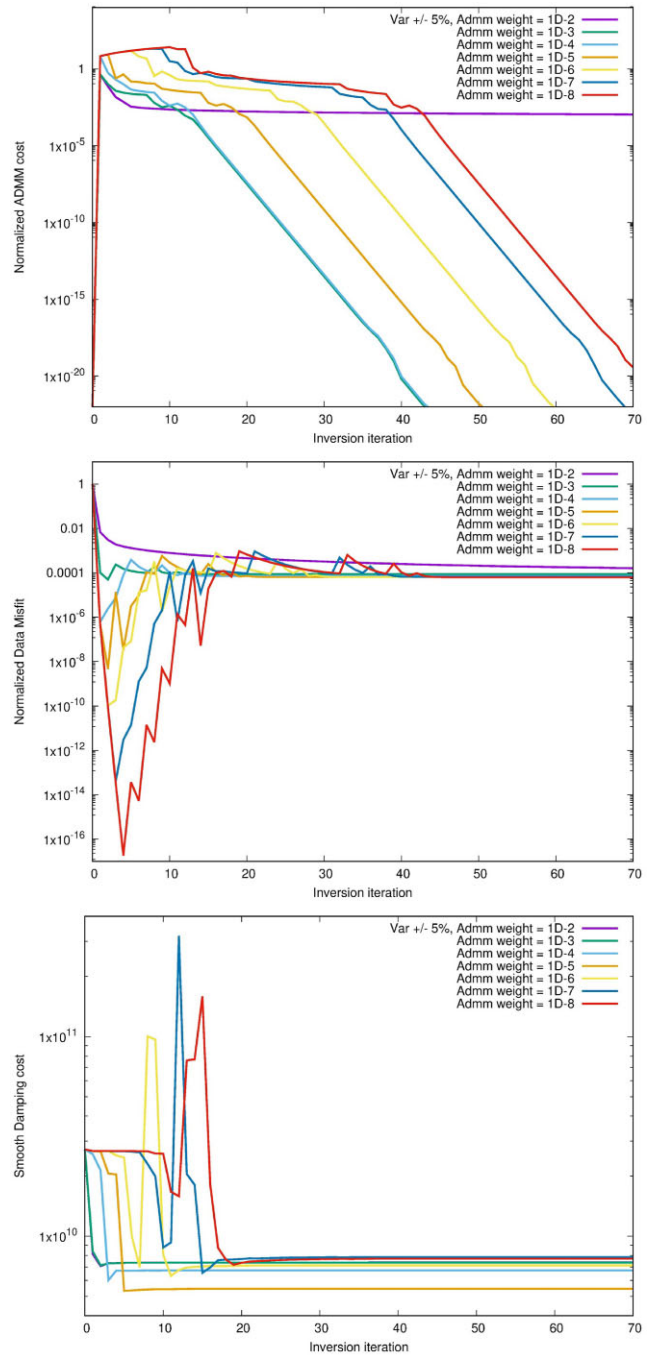 Var +/- 5%, Admm weight = 1D-2
Admm weight = 1D-3
Admm weight = 1D-4
Admm weight = 1D-5
Admm weight = 1D-6
Admm weight = 1D-7
Admm weight = 1D-8
Normalized ADMM cost
1
1x10-5
1x10-10
1x10-15
1x10-20
0 10 20 30 40 50 60 70
Inversion iteration
Var +/- 5%, Admm weight = 1D-2
Admm weight = 1D-3
Admm weight = 1D-4
Admm weight = 1D-5
Admm weight = 1D-6
Admm weight = 1D-7
Admm weight = 1D-8
Normalized Data Misfit
1
0.01
0.0001
1x10-6
1x10-8
1x10-10
1x10-12
1x10-14
1x10-16
0 10 20 30 40 50 60 70
Inversion iteration
Var +/- 5%, Admm weight = 1D-2
Admm weight = 1D-3
Admm weight = 1D-4
Admm weight = 1D-5
Admm weight = 1D-6
Admm weight = 1D-7
Admm weight = 1D-8
Smooth Damping cost
1x1011
1x1010
0 10 20 30 40 50 60 70
Inversion iteration